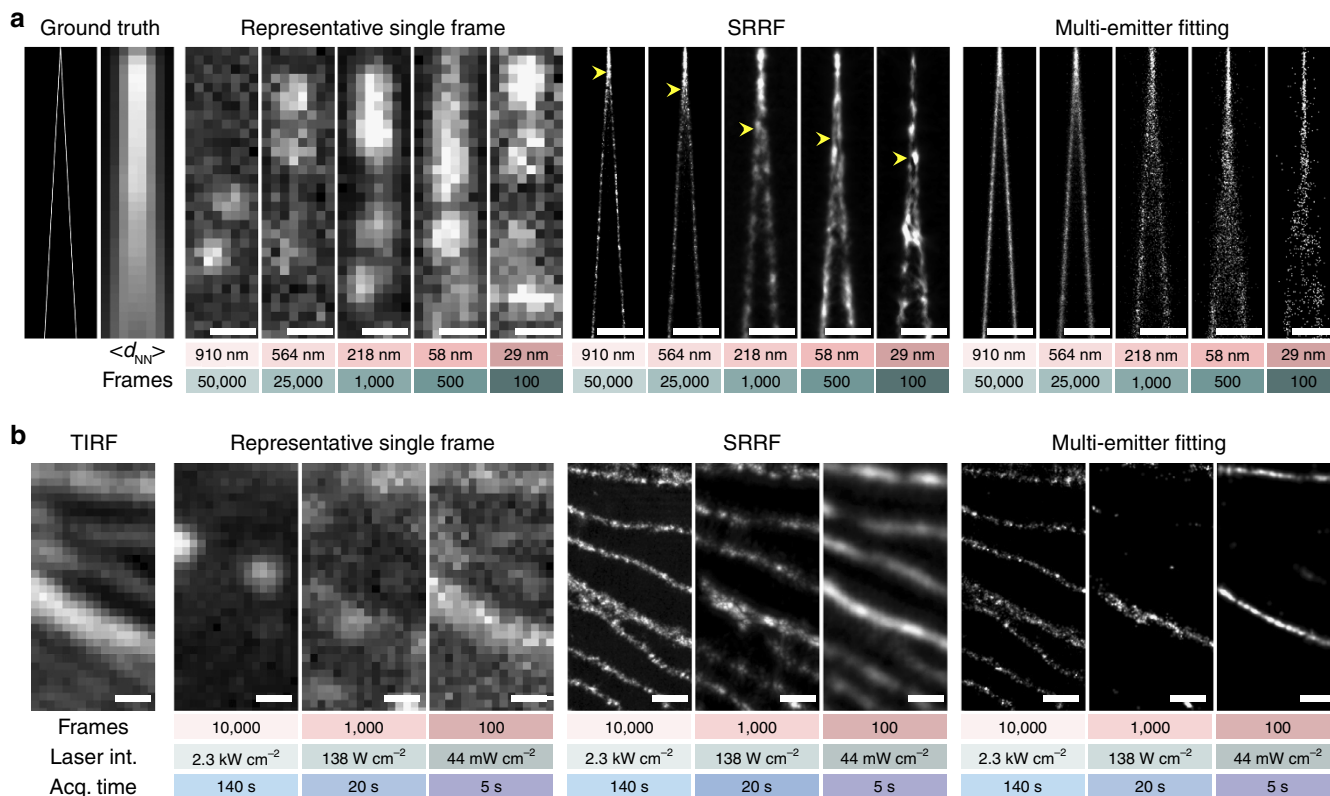 a
Ground truth
Representative single frame
SRRF
Multi-emitter fitting
<dNN>
910 nm 564 nm 218 nm 58 nm 29 nm
910 nm 564 nm 218 nm 58 nm 29 nm
910 nm 564 nm 218 nm 58 nm 29 nm
Frames
50,000 25,000 1,000 500 100
50,000 25,000 1,000 500 100
50,000 25,000 1,000 500 100
b
TIRF
Representative single frame
SRRF
Multi-emitter fitting
Frames
10,000 1,000 100
10,000 1,000 100
10,000 1,000 100
Laser int.
2.3 kW cm⁻² 138 W cm⁻² 44 mW cm⁻²
2.3 kW cm⁻² 138 W cm⁻² 44 mW cm⁻²
2.3 kW cm⁻² 138 W cm⁻² 44 mW cm⁻²
Acq. time
140 s 20 s 5 s
140 s 20 s 5 s
140 s 20 s 5 s